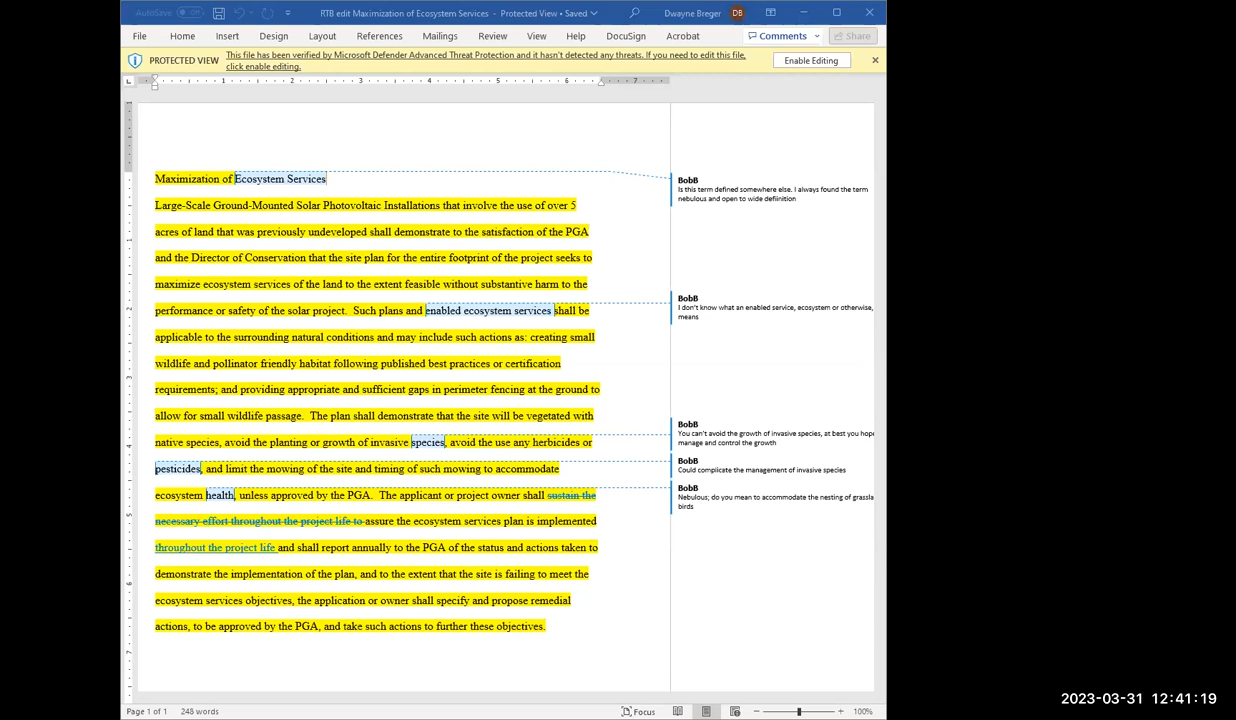 AutoSave Off RTB edit Maximization of Ecosystem Services - Protected View • Saved Dwayne Breger DB
File Home Insert Design Layout References Mailings Review View Help DocuSign Acrobat Comments Share
PROTECTED VIEW This file has been verified by Microsoft Defender Advanced Threat Protection and it hasn't detected any threats. If you need to edit this file,
click enable editing. Enable Editing
1 2 3 4 5 6 7
Maximization of Ecosystem Services
Large-Scale Ground-Mounted Solar Photovoltaic Installations that involve the use of over 5
acres of land that was previously undeveloped shall demonstrate to the satisfaction of the PGA
and the Director of Conservation that the site plan for the entire footprint of the project seeks to
maximize ecosystem services of the land to the extent feasible without substantive harm to the
performance or safety of the solar project. Such plans and enabled ecosystem services shall be
applicable to the surrounding natural conditions and may include such actions as: creating small
wildlife and pollinator friendly habitat following published best practices or certification
requirements; and providing appropriate and sufficient gaps in perimeter fencing at the ground to
allow for small wildlife passage. The plan shall demonstrate that the site will be vegetated with
native species, avoid the planting or growth of invasive species, avoid the use any herbicides or
pesticides, and limit the mowing of the site and timing of such mowing to accommodate
ecosystem health, unless approved by the PGA. The applicant or project owner shall sustain the
necessary effort throughout the project life to assure the ecosystem services plan is implemented
throughout the project life and shall report annually to the PGA of the status and actions taken to
demonstrate the implementation of the plan, and to the extent that the site is failing to meet the
ecosystem services objectives, the application or owner shall specify and propose remedial
actions, to be approved by the PGA, and take such actions to further these objectives.
BobB
Is this term defined somewhere else. I always found the term
nebulous and open to wide defiinition
BobB
I don't know what an enabled service, ecosystem or otherwise,
means
BobB
You can't avoid the growth of invasive species, at best you hope
manage and control the growth
BobB
Could complicate the management of invasive species
BobB
Nebulous; do you mean to accommodate the nesting of grassla
birds
Page 1 of 1 248 words Focus 100%
2023-03-31 12:41:19